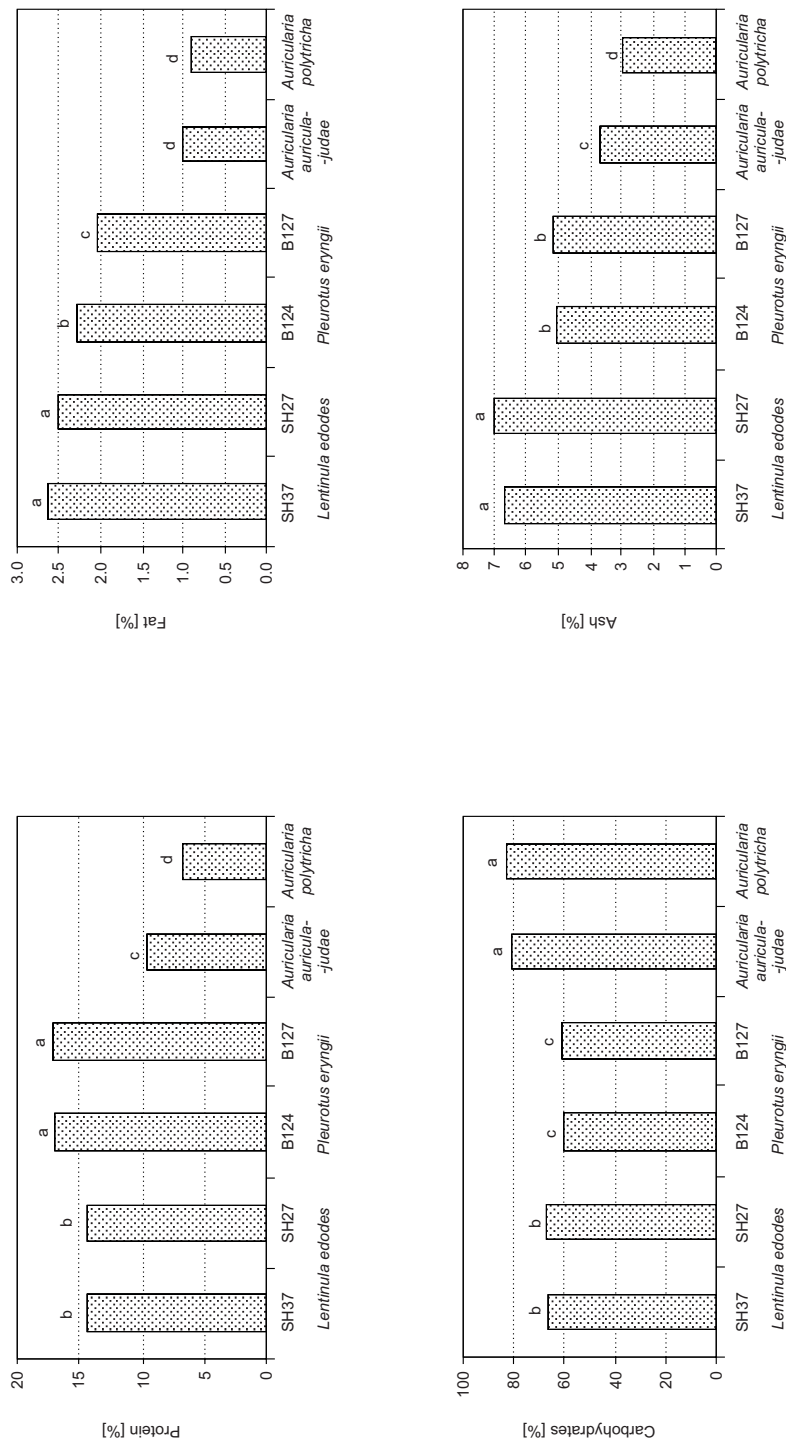 Protein [%]
20
15
10
5
0
b
b
a
a
c
d
SH37
SH27
B124
B127
Auricularia
auricula-
-judae
Auricularia
polytricha
Lentinula edodes
Pleurotus eryngii
Fat [%]
3.0
2.5
2.0
1.5
1.0
0.5
0.0
a
a
b
c
d
d
SH37
SH27
B124
B127
Auricularia
auricula-
-judae
Auricularia
polytricha
Lentinula edodes
Pleurotus eryngii
Carbohydrates [%]
100
80
60
40
20
0
b
b
c
c
a
a
SH37
SH27
B124
B127
Auricularia
auricula-
-judae
Auricularia
polytricha
Lentinula edodes
Pleurotus eryngii
Ash [%]
8
7
6
5
4
3
2
1
0
a
a
b
b
c
d
SH37
SH27
B124
B127
Auricularia
auricula-
-judae
Auricularia
polytricha
Lentinula edodes
Pleurotus eryngii